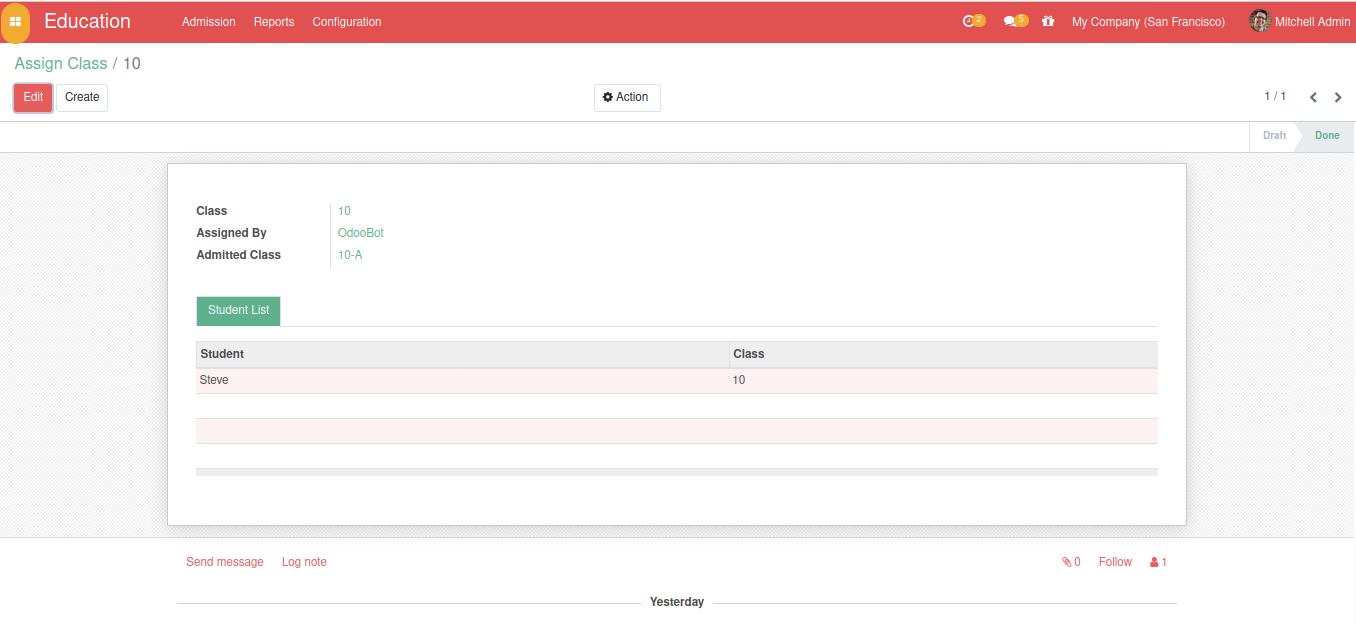 Education Admission Reports Configuration 2 5 My Company (San Francisco) Mitchell Admin
Assign Class / 10
Edit Create Action 1 / 1
Draft Done
Class 10
Assigned By OdooBot
Admitted Class 10-A
Student List
Student Class
Steve 10
Send message Log note 0 Follow 1
Yesterday